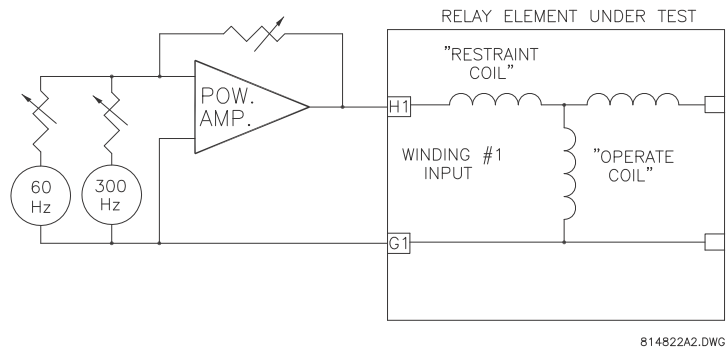 RELAY ELEMENT UNDER TEST
"RESTRAINT
COIL"
POW.
AMP.
H1
WINDING #1
INPUT
"OPERATE
COIL"
60
Hz
300
Hz
G1
814822A2.DWG